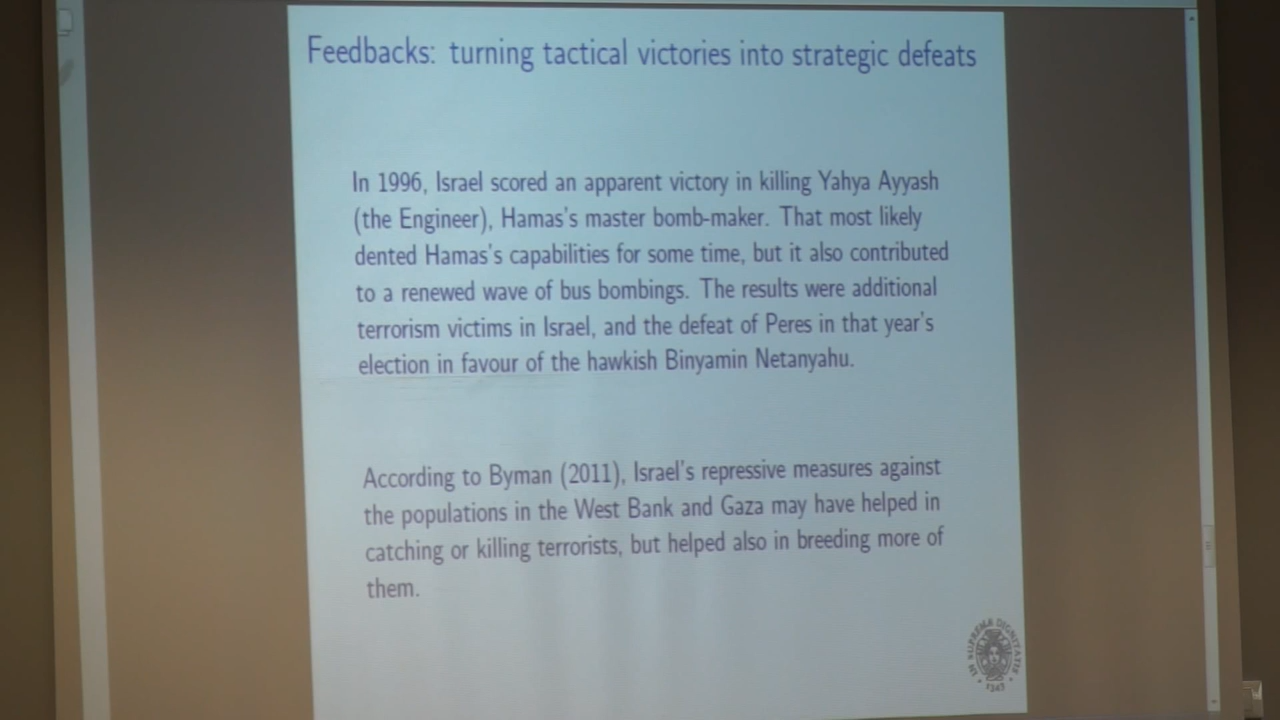 Feedbacks: turning tactical victories into strategic defeats
In 1996, Israel scored an apparent victory in killing Yahya Ayyash
(the Engineer), Hamas's master bomb-maker. That most likely
dented Hamas's capabilities for some time, but it also contributed
to a renewed wave of bus bombings. The results were additional
terrorism victims in Israel, and the defeat of Peres in that year's
election in favour of the hawkish Binyamin Netanyahu.
According to Byman (2011), Israel's repressive measures against
the populations in the West Bank and Gaza may have helped in
catching or killing terrorists, but helped also in breeding more of
them.
IN SUPREMÆ DIGNITATIS
1343